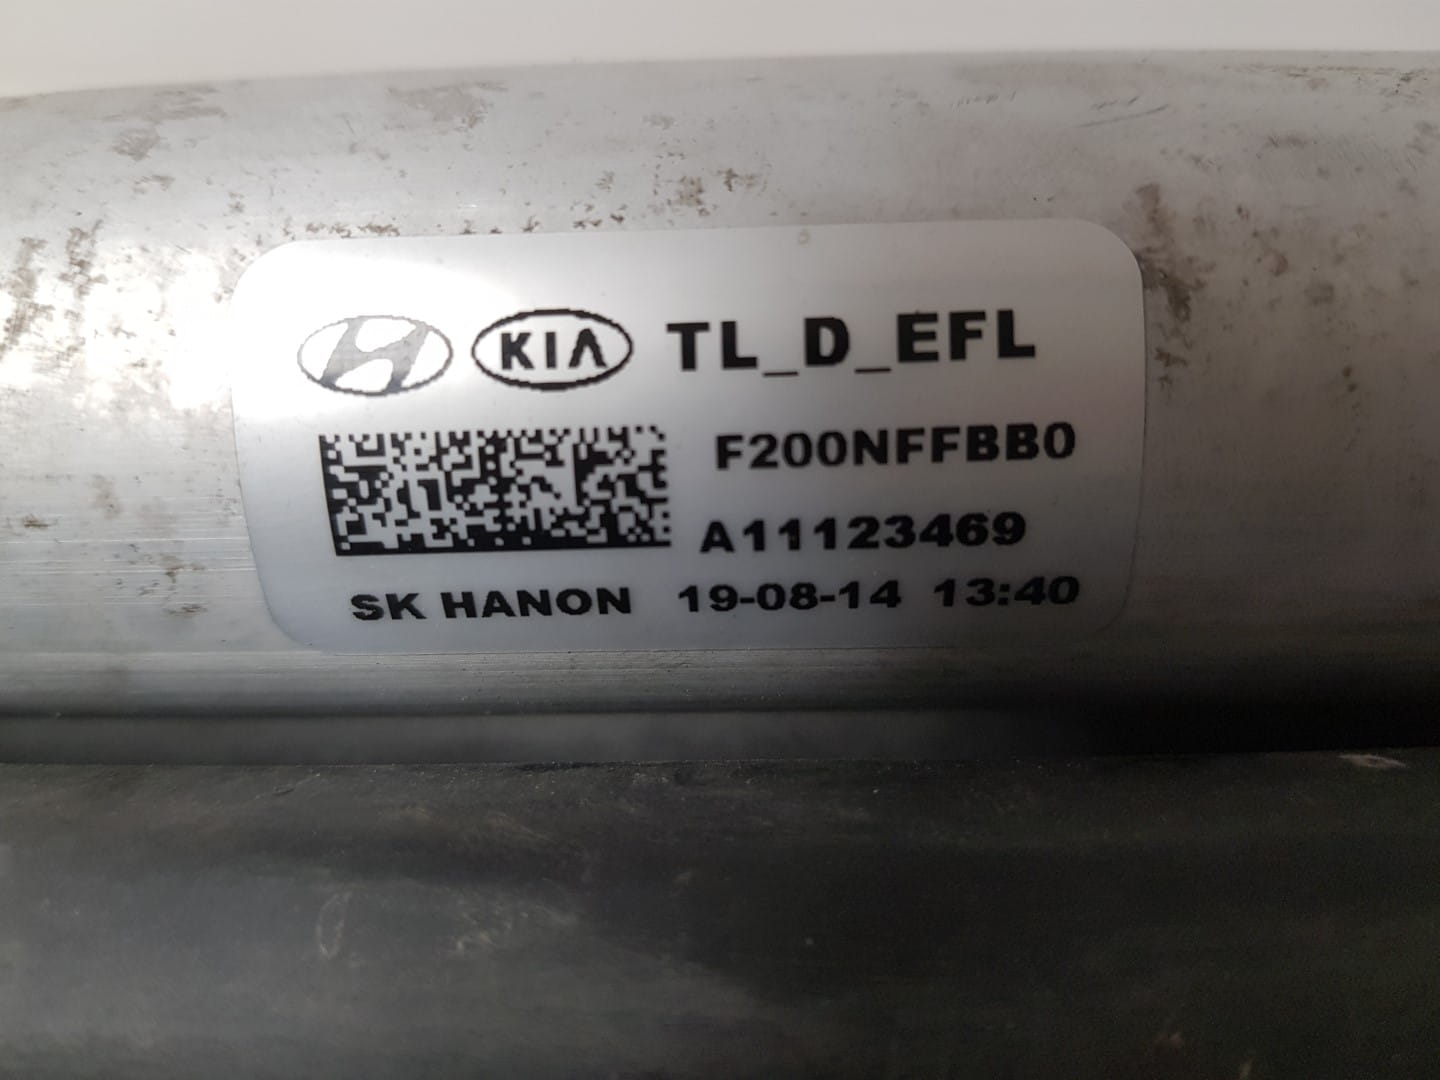 KIA TL_D_EFL
F200NFFBB0
A11123469
SK HANON 19-08-14 13:40